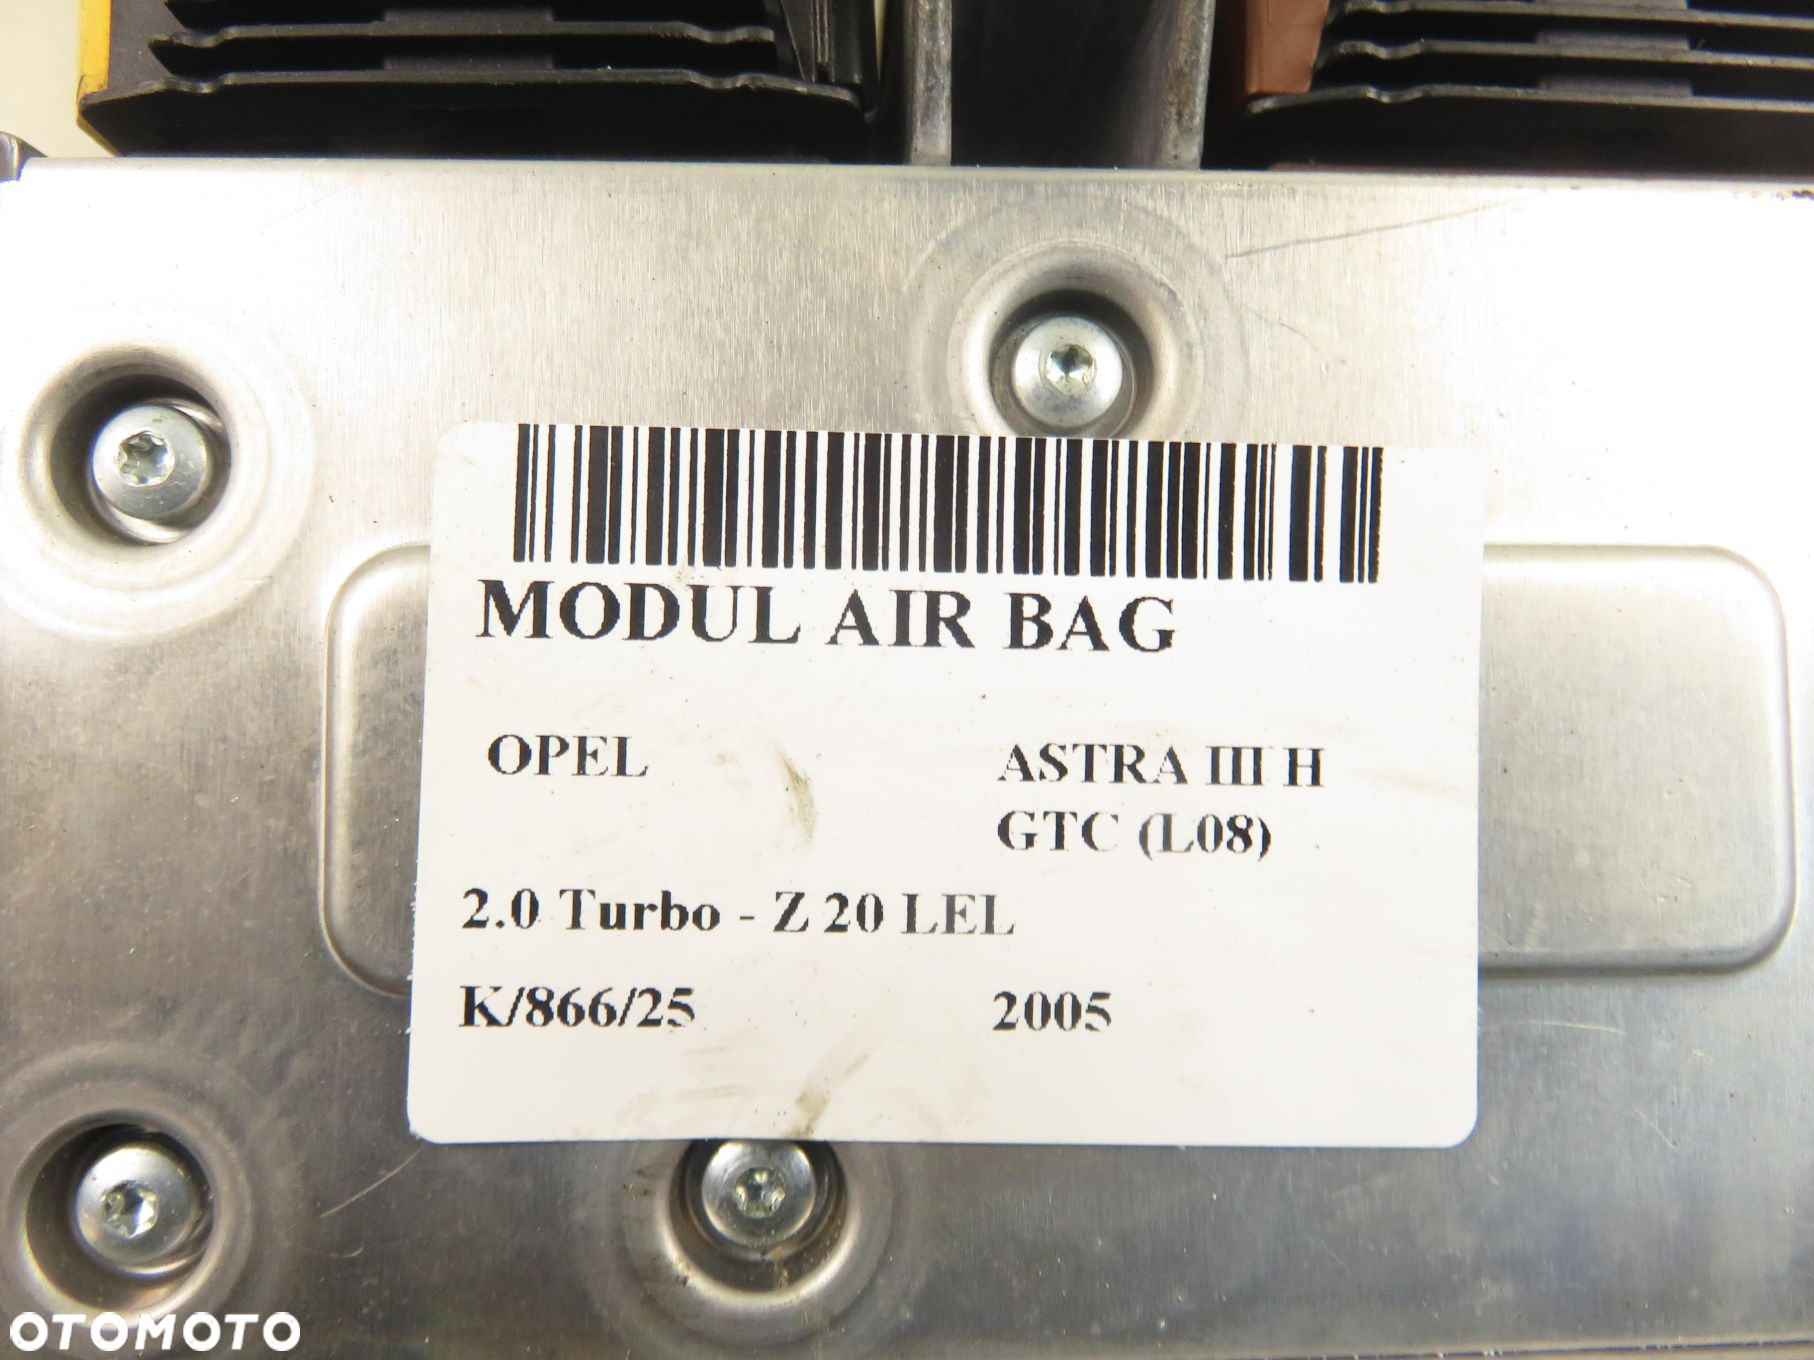 MODUL AIR BAG
OPEL ASTRA III H
GTC (L08)
2.0 Turbo - Z 20 LEL
K/866/25 2005
OTOMOTO